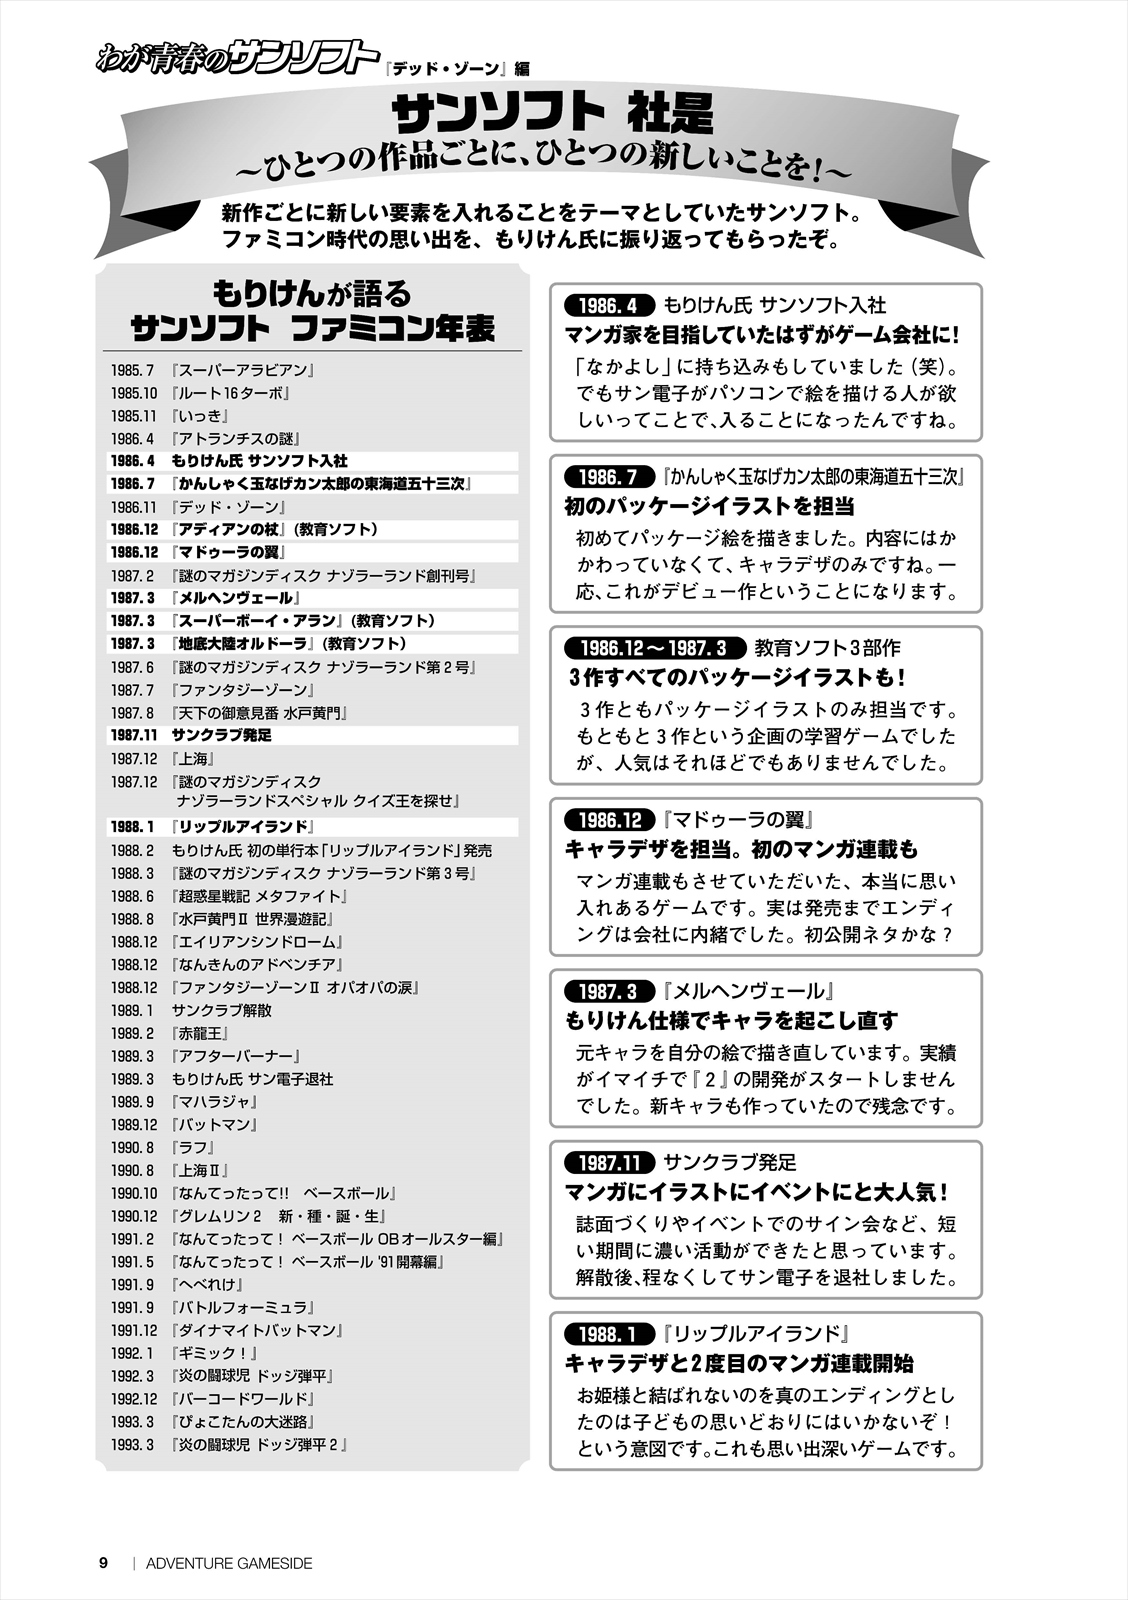 わが青春のサンソフト『デッド・ゾーン』編
サンソフト 社是
～ひとつの作品ごとに、ひとつの新しいことを！～
新作ごとに新しい要素を入れることをテーマとしていたサンソフト。
ファミコン時代の思い出を、もりけん氏に振り返ってもらったぞ。
もりけんが語る
サンソフト ファミコン年表
1985. 7 『スーパーアラビアン』
1985.10 『ルート16ターボ』
1985.11 『いっき』
1986. 4 『アトランチスの謎』
1986. 4 もりけん氏 サンソフト入社
1986. 7 『かんしゃく玉なげカン太郎の東海道五十三次』
1986.11 『デッド・ゾーン』
1986.12 『アディアンの杖』(教育ソフト)
1986.12 『マドゥーラの翼』
1987. 2 『謎のマガジンディスク ナゾラーランド創刊号』
1987. 3 『メルヘンヴェール』
1987. 3 『スーパーボーイ・アラン』(教育ソフト)
1987. 3 『地底大陸オルドーラ』(教育ソフト)
1987. 6 『謎のマガジンディスク ナゾラーランド第２号』
1987. 7 『ファンタジーゾーン』
1987. 8 『天下の御意見番 水戸黄門』
1987.11 サンクラブ発足
1987.12 『上海』
1987.12 『謎のマガジンディスク
ナゾラーランドスペシャル クイズ王を探せ』
1988. 1 『リップルアイランド』
1988. 2 もりけん氏 初の単行本「リップルアイランド」発売
1988. 3 『謎のマガジンディスク ナゾラーランド第３号』
1988. 6 『超惑星戦記 メタファイト』
1988. 8 『水戸黄門Ⅱ 世界漫遊記』
1988.12 『エイリアンシンドローム』
1988.12 『なんきんのアドベンチア』
1988.12 『ファンタジーゾーンⅡ オパオパの涙』
1989. 1 サンクラブ解散
1989. 2 『赤龍王』
1989. 3 『アフターバーナー』
1989. 3 もりけん氏 サン電子退社
1989. 9 『マハラジャ』
1989.12 『バットマン』
1990. 8 『ラフ』
1990. 8 『上海Ⅱ』
1990.10 『なんてったって!! ベースボール』
1990.12 『グレムリン２ 新・種・誕・生』
1991. 2 『なんてったって！ ベースボール OBオールスター編』
1991. 5 『なんてったって！ ベースボール '91開幕編』
1991. 9 『へべれけ』
1991. 9 『バトルフォーミュラ』
1991.12 『ダイナマイトバットマン』
1992. 1 『ギミック！』
1992. 3 『炎の闘球児 ドッジ弾平』
1992.12 『バーコードワールド』
1993. 3 『ぴょこたんの大迷路』
1993. 3 『炎の闘球児 ドッジ弾平２』
1986. 4 もりけん氏 サンソフト入社
マンガ家を目指していたはずがゲーム会社に！
「なかよし」に持ち込みもしていました（笑）。
でもサン電子がパソコンで絵を描ける人が欲
しいってことで、入ることになったんですね。
1986. 7 『かんしゃく玉なげカン太郎の東海道五十三次』
初のパッケージイラストを担当
初めてパッケージ絵を描きました。内容にはか
かわっていなくて、キャラデザのみですね。一
応、これがデビュー作ということになります。
1986.12～1987. 3 教育ソフト３部作
３作すべてのパッケージイラストも！
３作ともパッケージイラストのみ担当です。
もともと３作という企画の学習ゲームでした
が、人気はそれほどでもありませんでした。
1986.12 『マドゥーラの翼』
キャラデザを担当。初のマンガ連載も
マンガ連載もさせていただいた、本当に思い
入れあるゲームです。実は発売までエンディ
ングは会社に内緒でした。初公開ネタかな？
1987. 3 『メルヘンヴェール』
もりけん仕様でキャラを起こし直す
元キャラを自分の絵で描き直しています。実績
がイマイチで『２』の開発がスタートしません
でした。新キャラも作っていたので残念です。
1987.11 サンクラブ発足
マンガにイラストにイベントにと大人気！
誌面づくりやイベントでのサイン会など、短
い期間に濃い活動ができたと思っています。
解散後、程なくしてサン電子を退社しました。
1988. 1 『リップルアイランド』
キャラデザと2度目のマンガ連載開始
お姫様と結ばれないのを真のエンディングとし
たのは子どもの思いどおりにはいかないぞ！
という意図です。これも思い出深いゲームです。
9 | ADVENTURE GAMESIDE